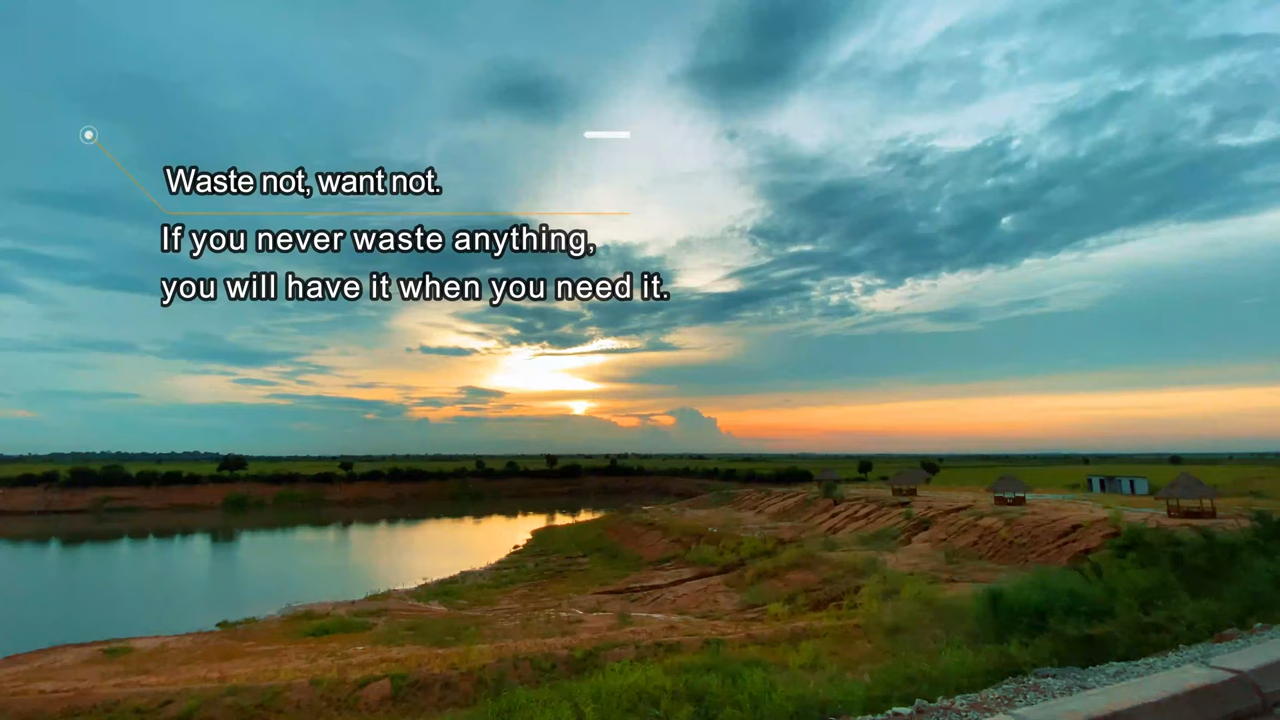 Waste not, want not.
If you never waste anything,
you will have it when you need it.